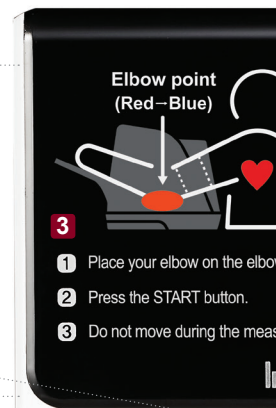 Elbow point
(Red→Blue)
3
1 Place your elbow on the elbow
2 Press the START button.
3 Do not move during the meas